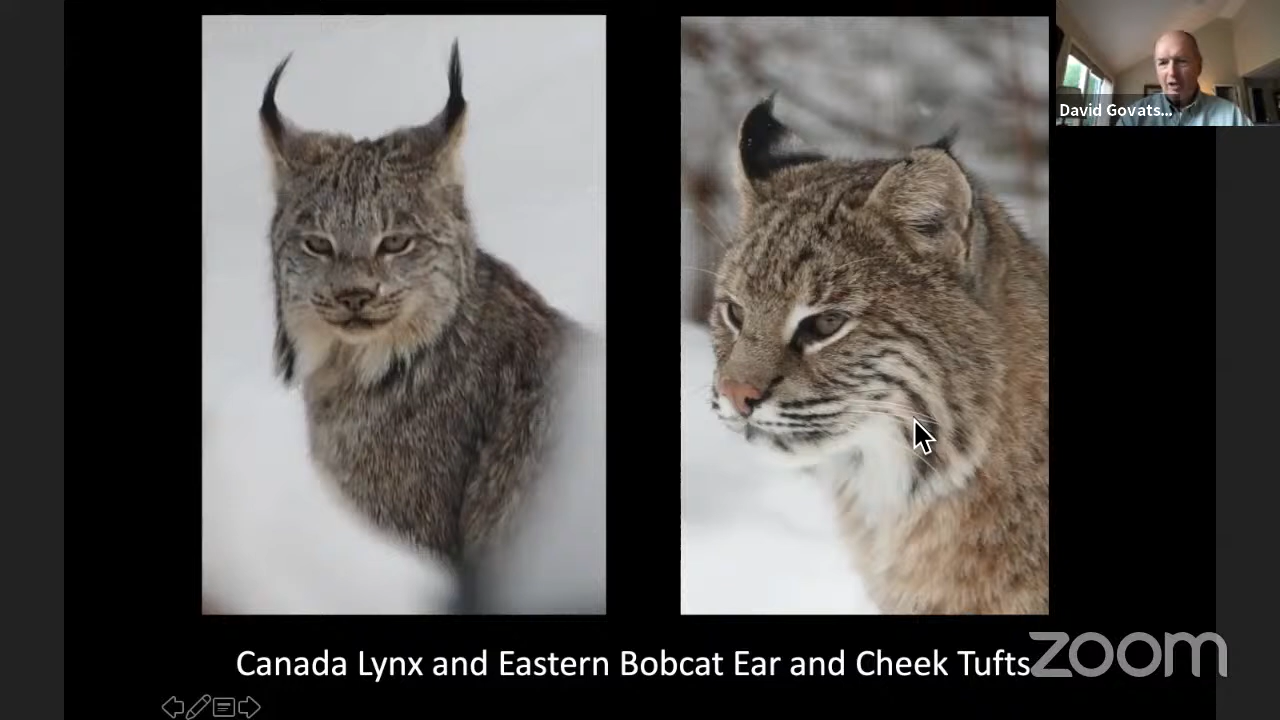 David Govats...
Canada Lynx and Eastern Bobcat Ear and Cheek Tufts
zoom